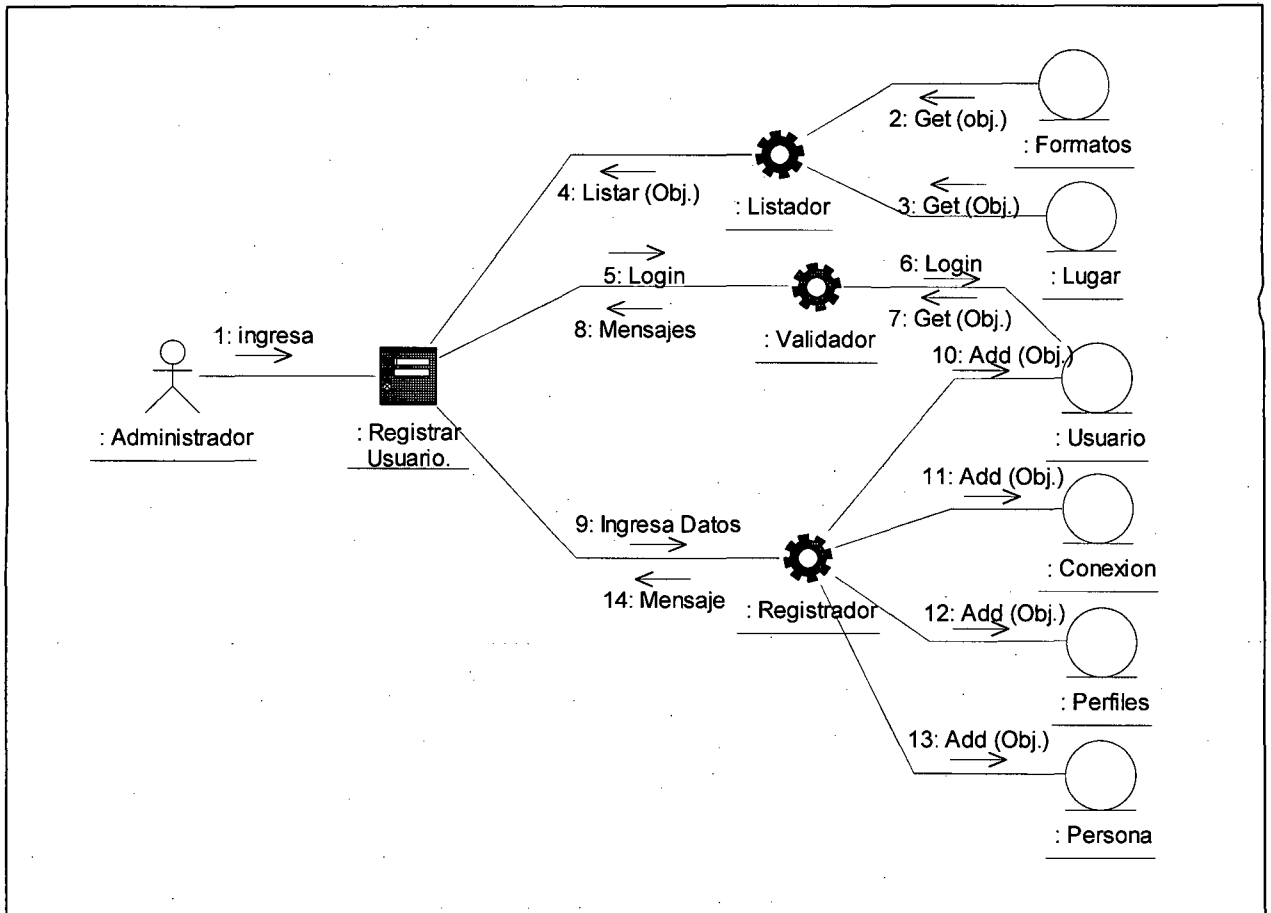 2: Get (obj.)
: Formatos
4: Listar (Obj.)
: Listador
3: Get (Obj.)
: Lugar
5: Login
6: Login
8: Mensajes
7: Get (Obj.)
: Validador
1: ingresa
10: Add (Obj.)
: Administrador
: Registrar
Usuario.
: Usuario
11: Add (Obj.)
9: Ingresa Datos
: Conexion
14: Mensaje
: Registrador
12: Add (Obj.)
: Perfiles
13: Add (Obj.)
: Persona